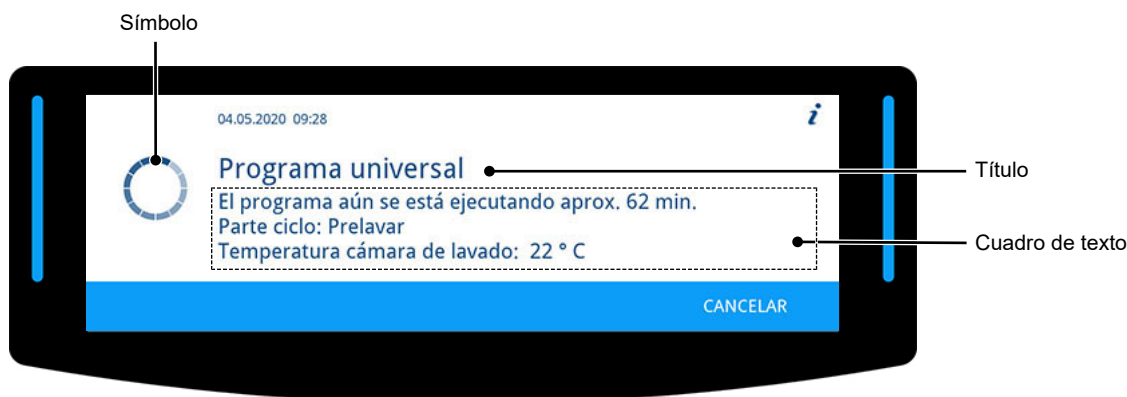 Símbolo
04.05.2020 09:28
i
Programa universal
Título
El programa aún se está ejecutando aprox. 62 min.
Parte ciclo: Prelavar
Cuadro de texto
Temperatura cámara de lavado: 22 ° C
CANCELAR